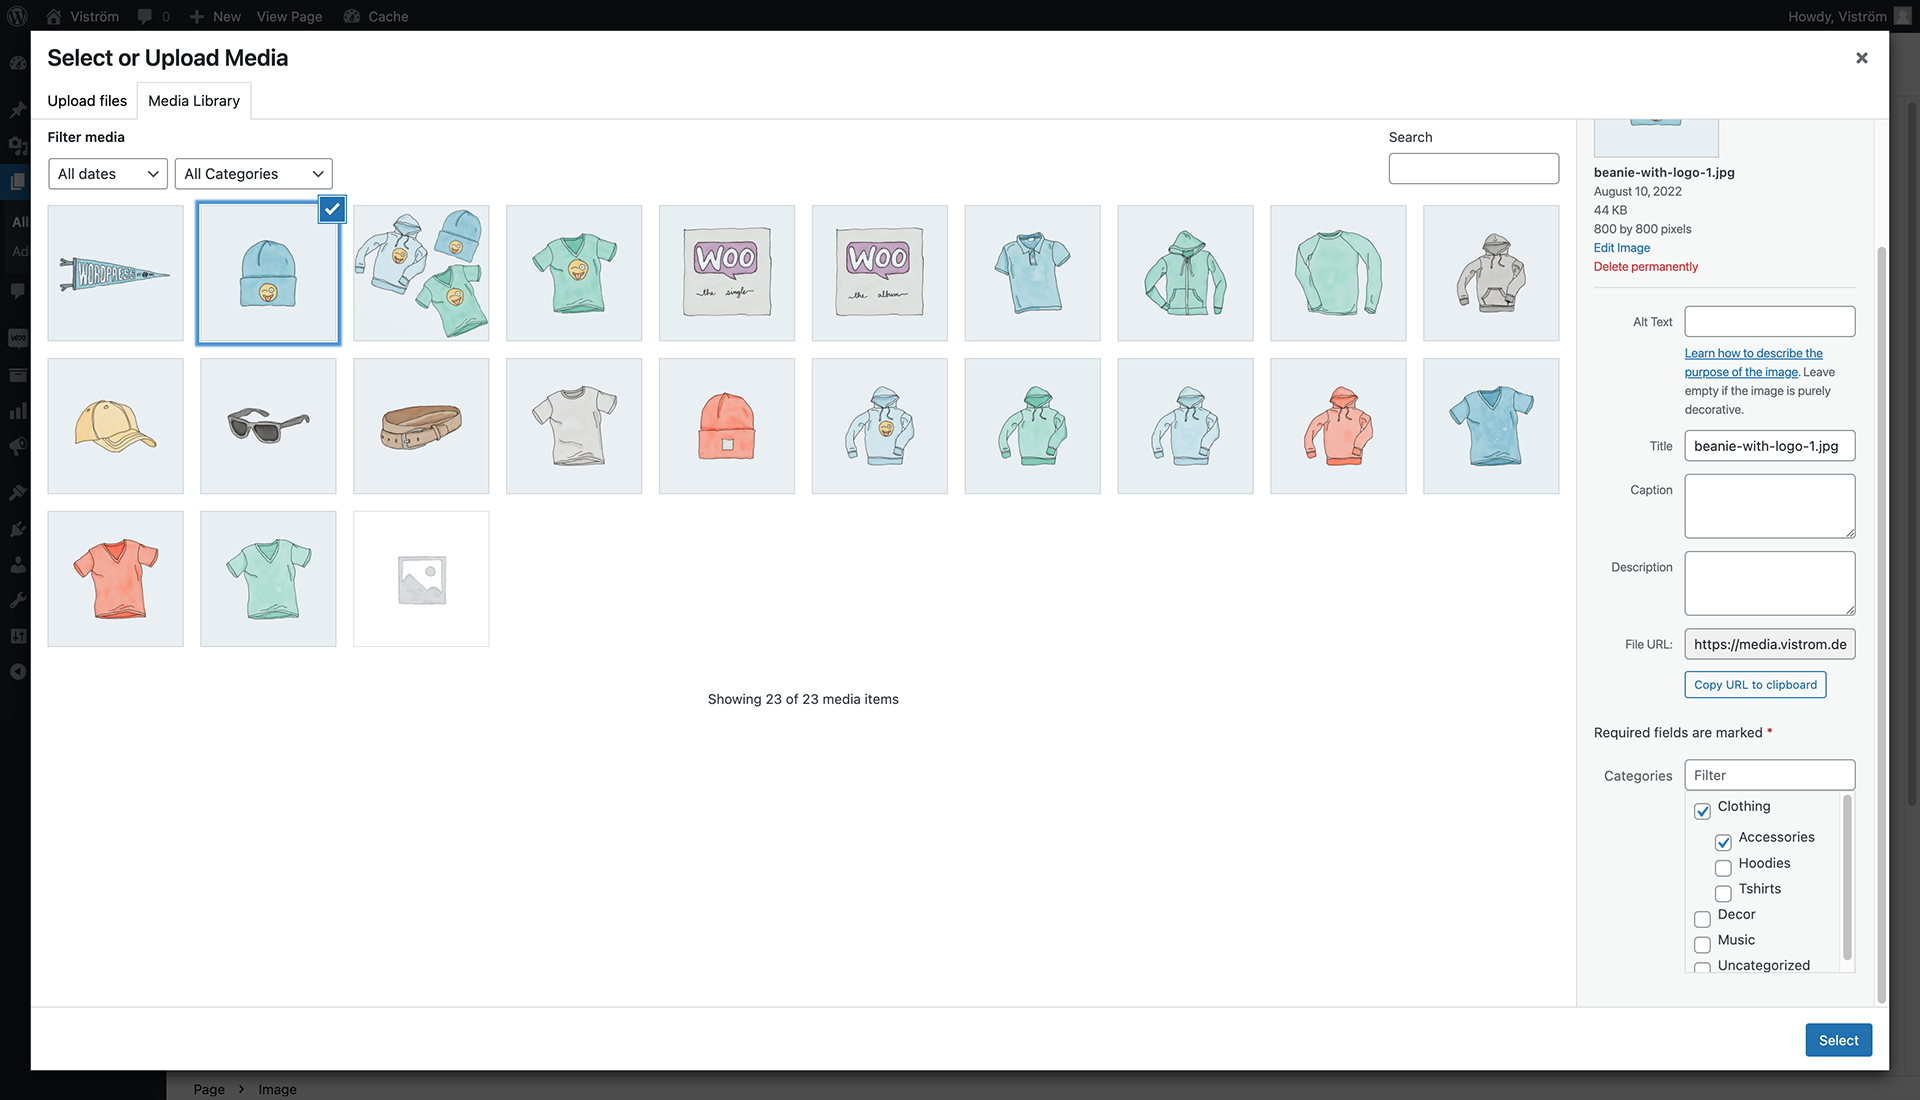 Viström
0
New
View Page
Cache
Howdy, Viström
Select or Upload Media
Upload files
Media Library
Filter media
All dates
All Categories
Search
WORDPRESS
WOO
the single
WOO
the album
All
Ad
WOO
beanie-with-logo-1.jpg
August 10, 2022
44 KB
800 by 800 pixels
Edit Image
Delete permanently
Alt Text
Learn how to describe the
purpose of the image. Leave
empty if the image is purely
decorative.
Title
beanie-with-logo-1.jpg
Caption
Description
File URL:
https://media.vistrom.de
Copy URL to clipboard
Required fields are marked *
Categories
Filter
Clothing
Accessories
Hoodies
Tshirts
Decor
Music
Uncategorized
Showing 23 of 23 media items
Select
Page
Image